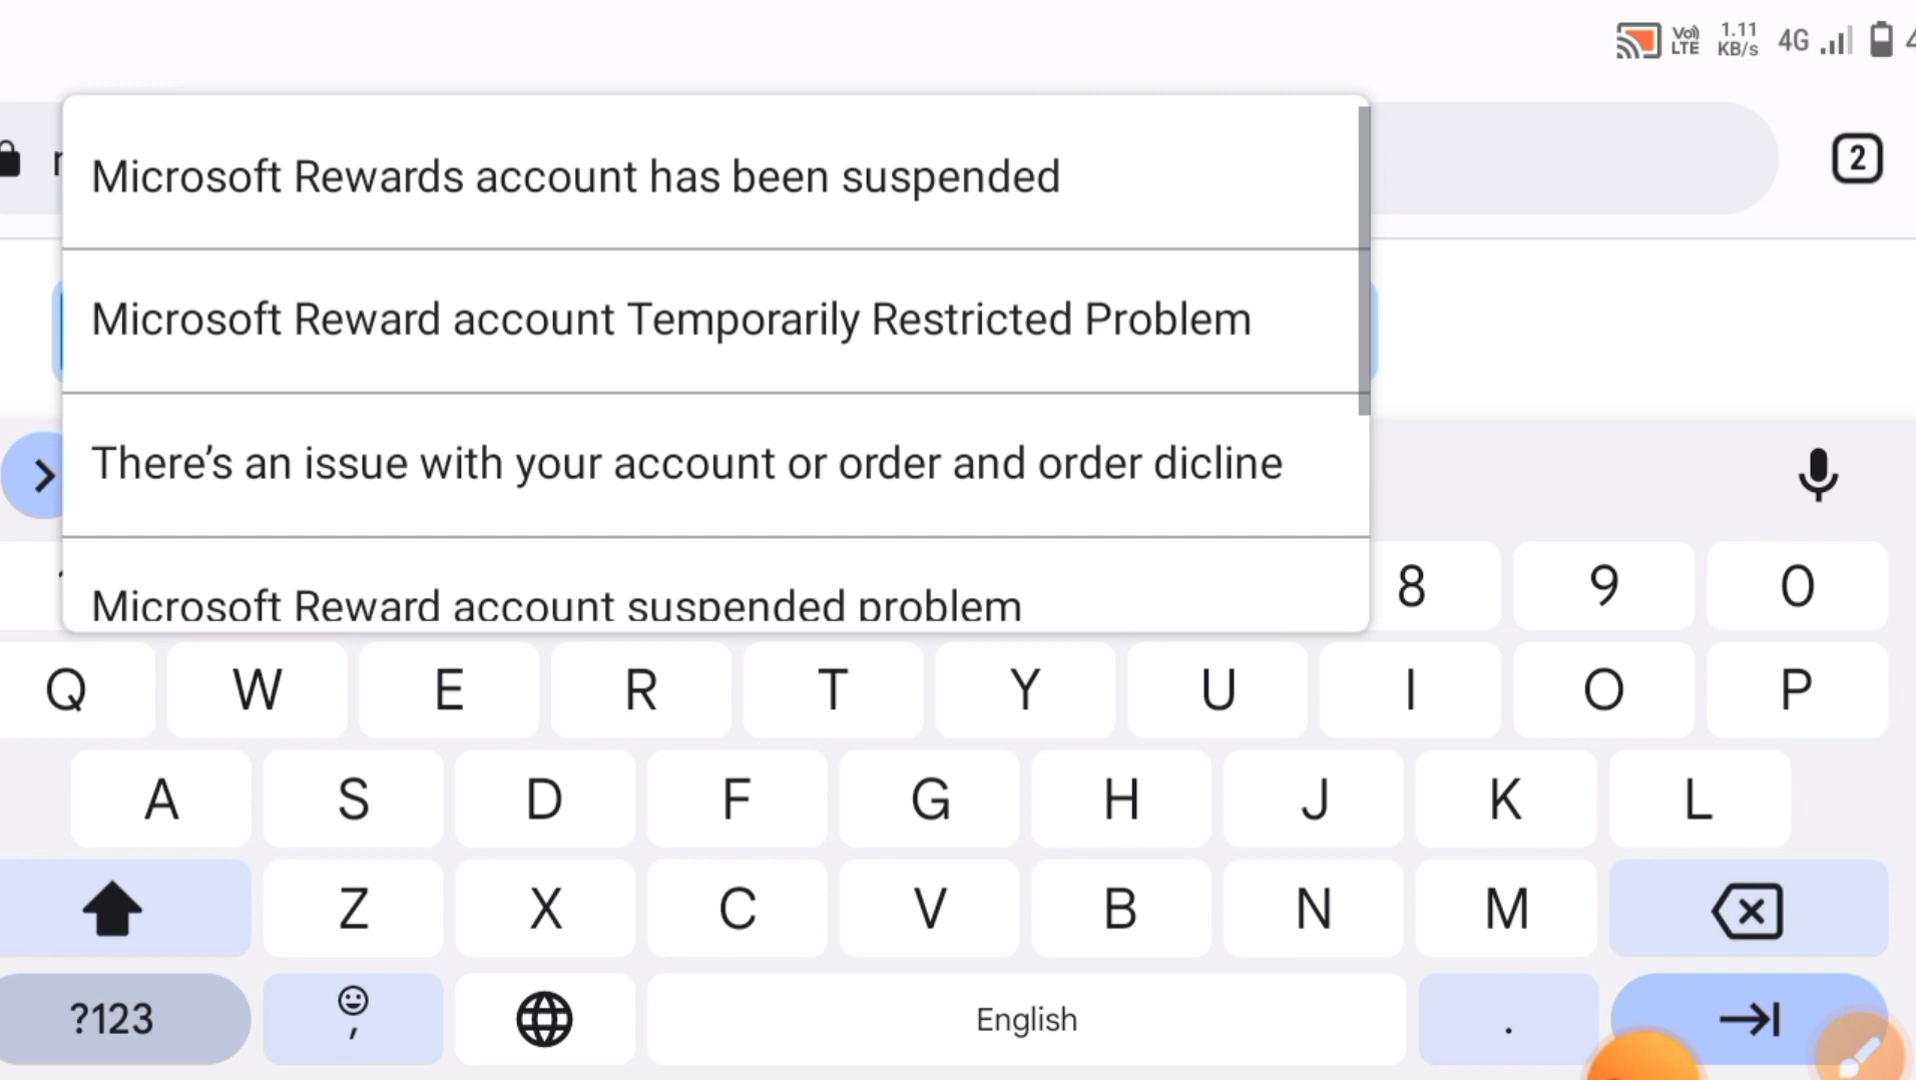 Vo)
LTE
1.11
KB/s
4G
2
Microsoft Rewards account has been suspended
Microsoft Reward account Temporarily Restricted Problem
There’s an issue with your account or order and order dicline
Microsoft Reward account suspended problem
8 9 0
Q W E R T Y U I O P
A S D F G H J K L
Z X C V B N M
?123 , English .